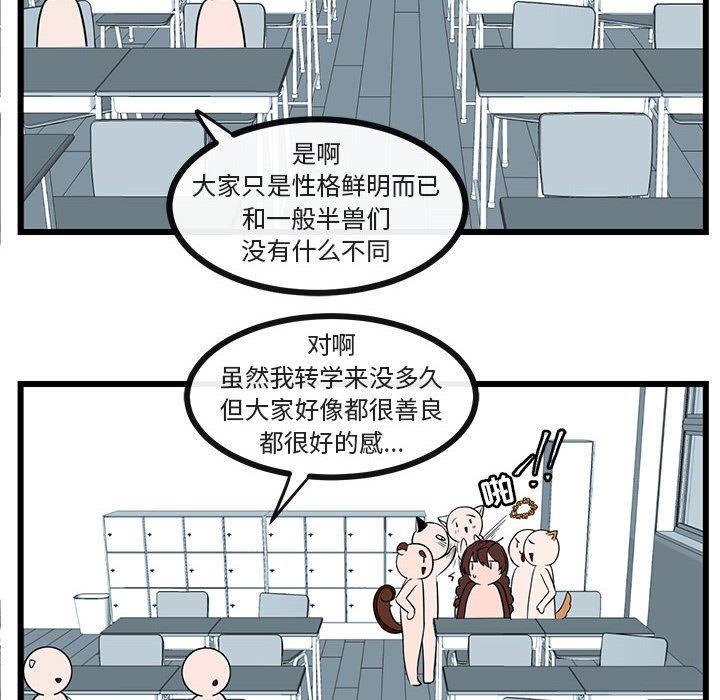 是啊
大家只是性格鲜明而已
和一般半兽们
没有什么不同
对啊
虽然我转学来没多久
但大家好像都很善良
都很好的感...
啪!!